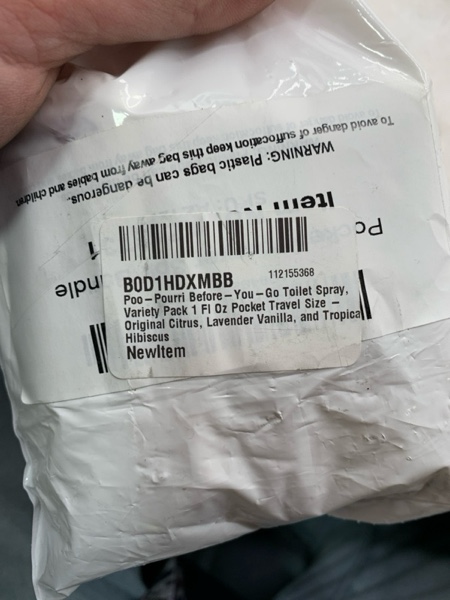 To avoid danger of suffocation keep this bag away from babies and children
WARNING: Plastic bags can be dangerous.
Item
B0D1HDXMBB
112155368
Poo-Pourri Before-You-Go Toilet Spray,
Variety Pack 1 Fl Oz Pocket Travel Size -
Original Citrus, Lavender Vanilla, and Tropica
Hibiscus
NewItem